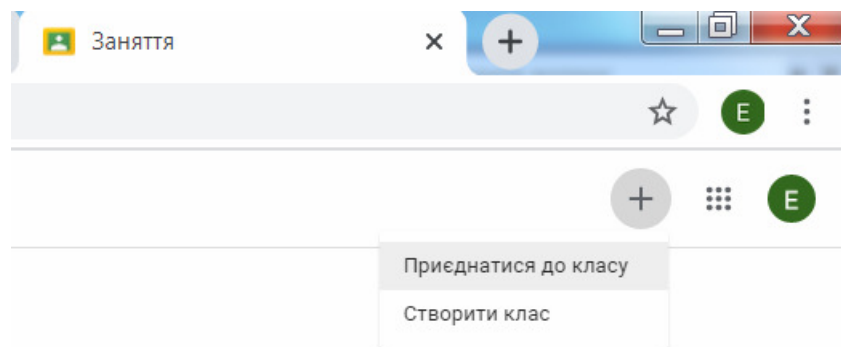 Заняття
E
E
Приєднатися до класу
Створити клас